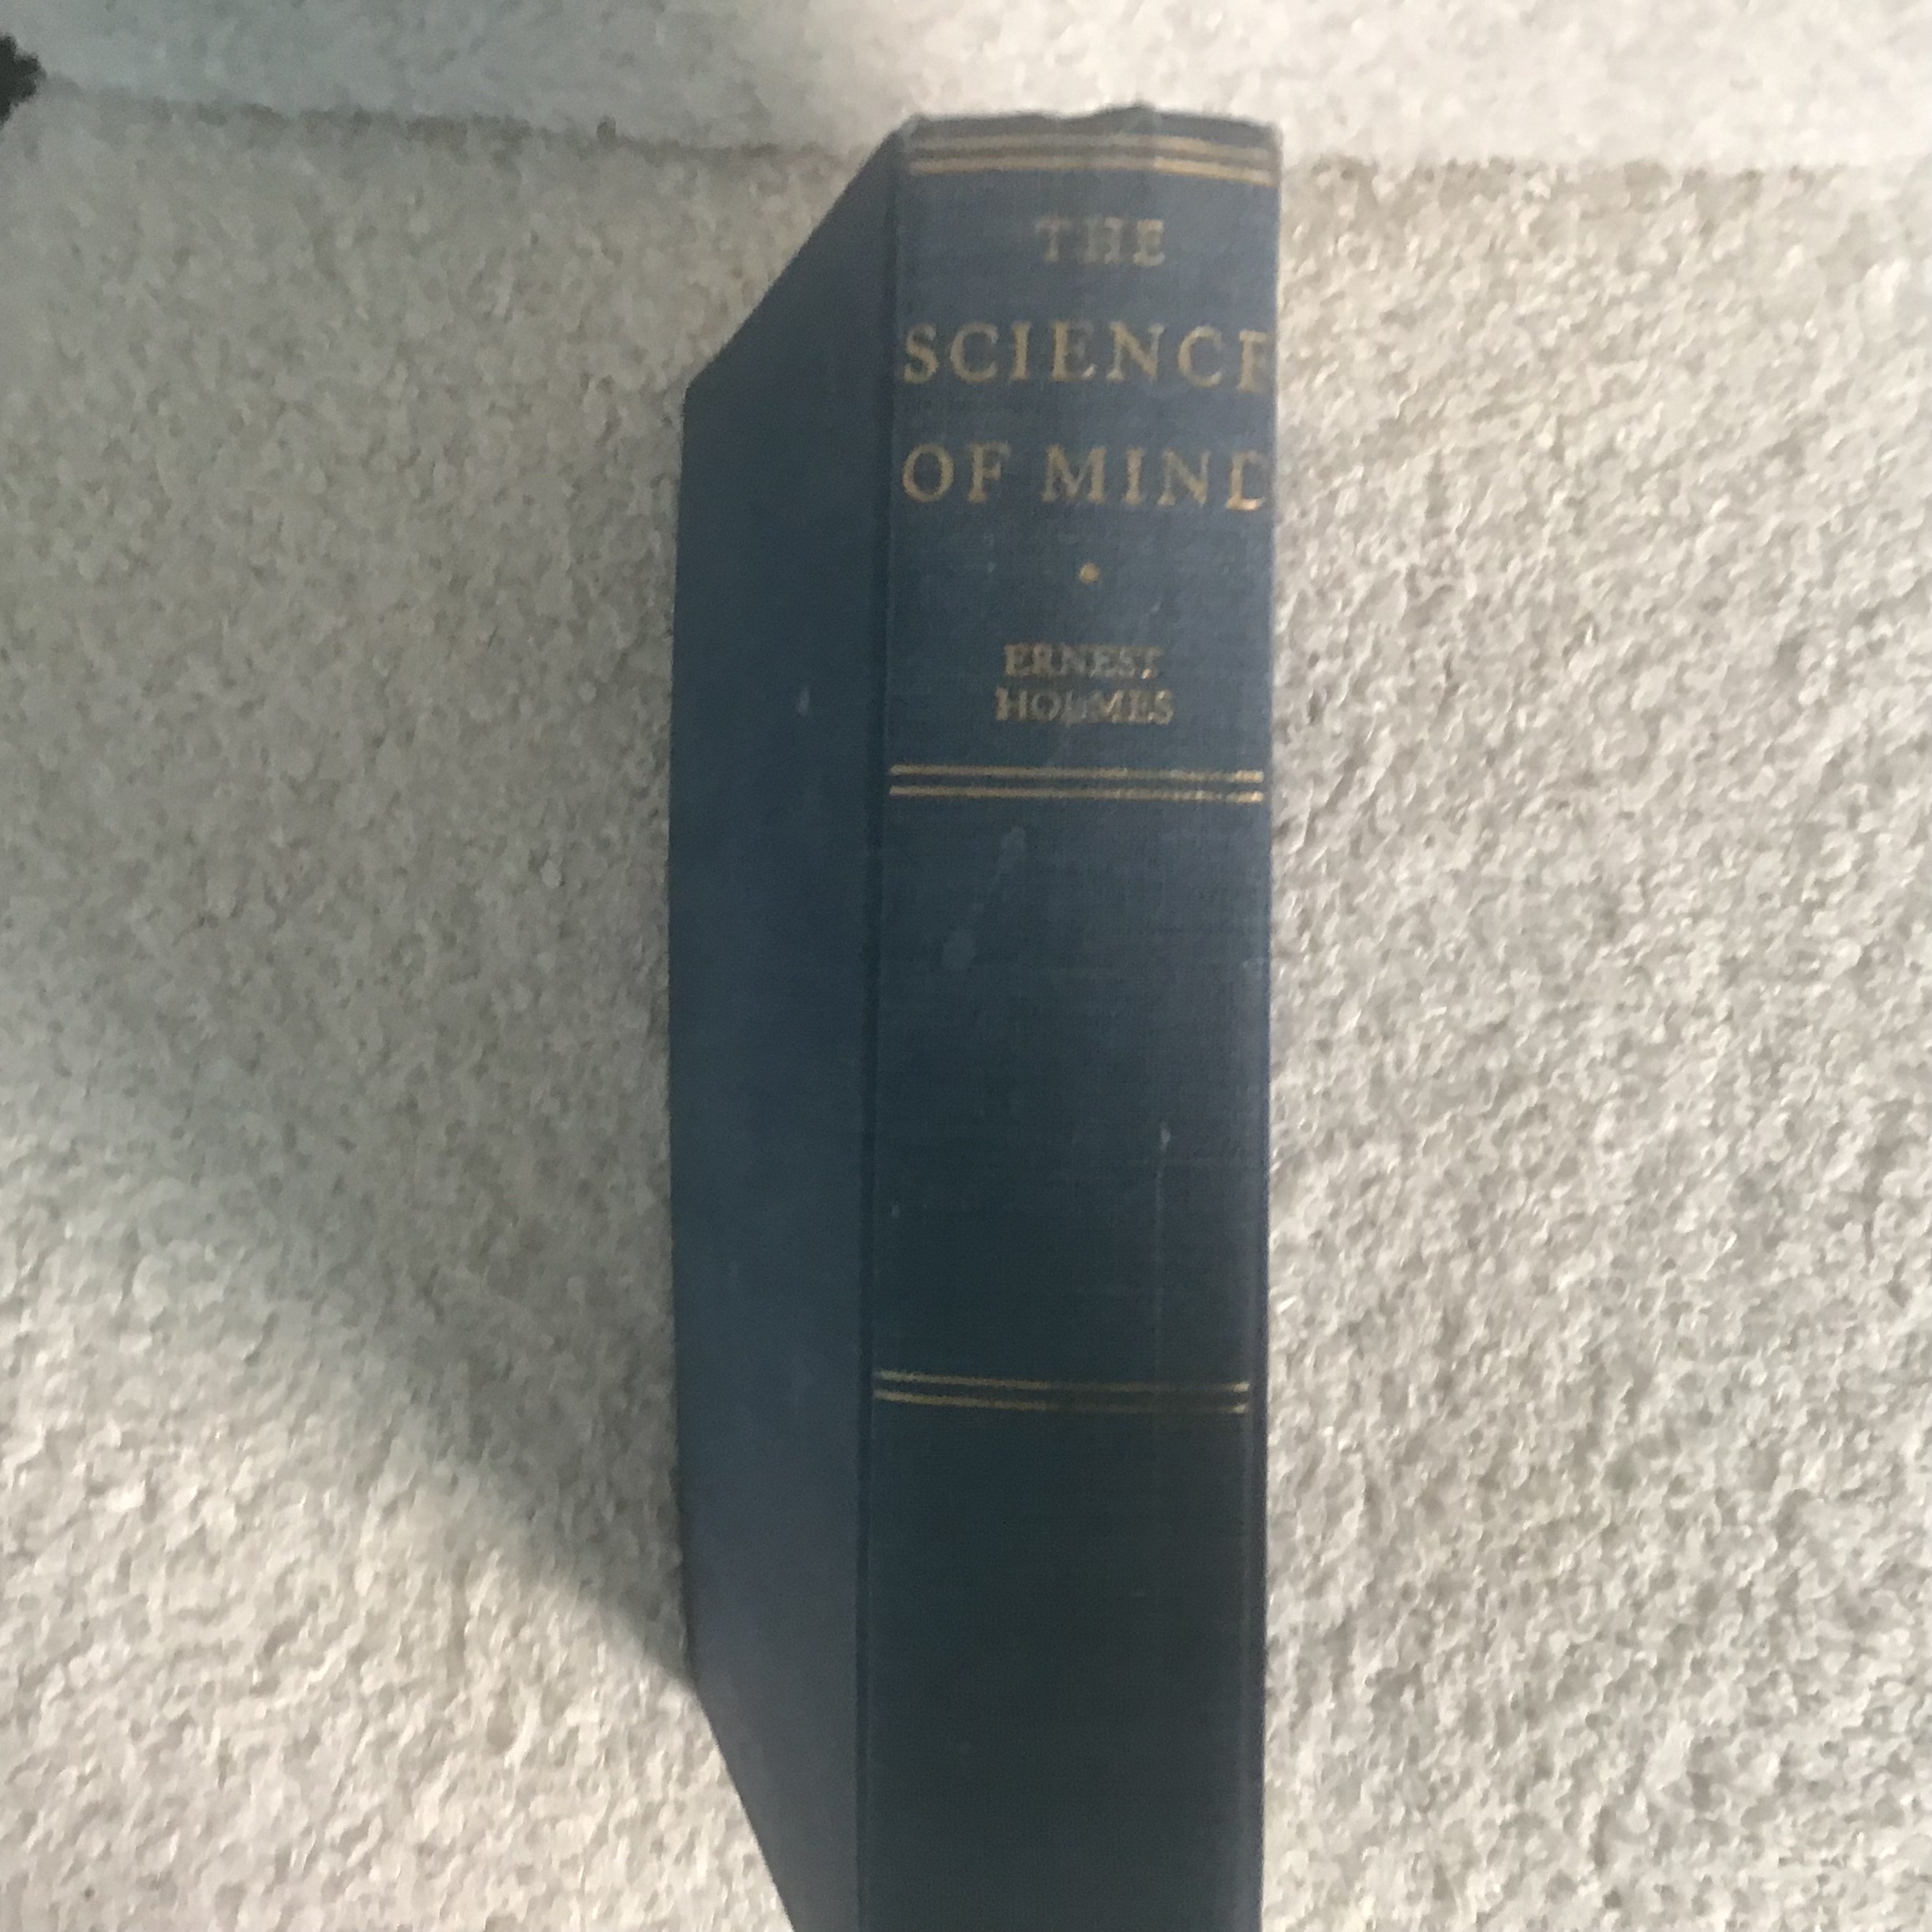 THE
SCIENCE
OF MIND
ERNEST
HOLMES